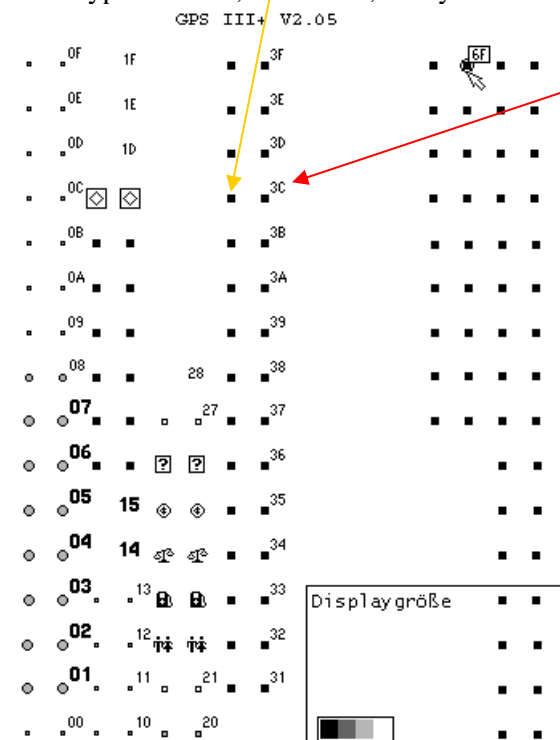 GPS III+ V2.05
0F 1F 3F 6F
0E 1E 3E
0D 1D 3D
0C 3C
0B 3B
0A 3A
09 39
08 28 38
07 27 37
06 ? ? 36
05 15 35
04 14 34
03 13 33
Displaygröße
02 12 32
01 11 21 31
00 10 20